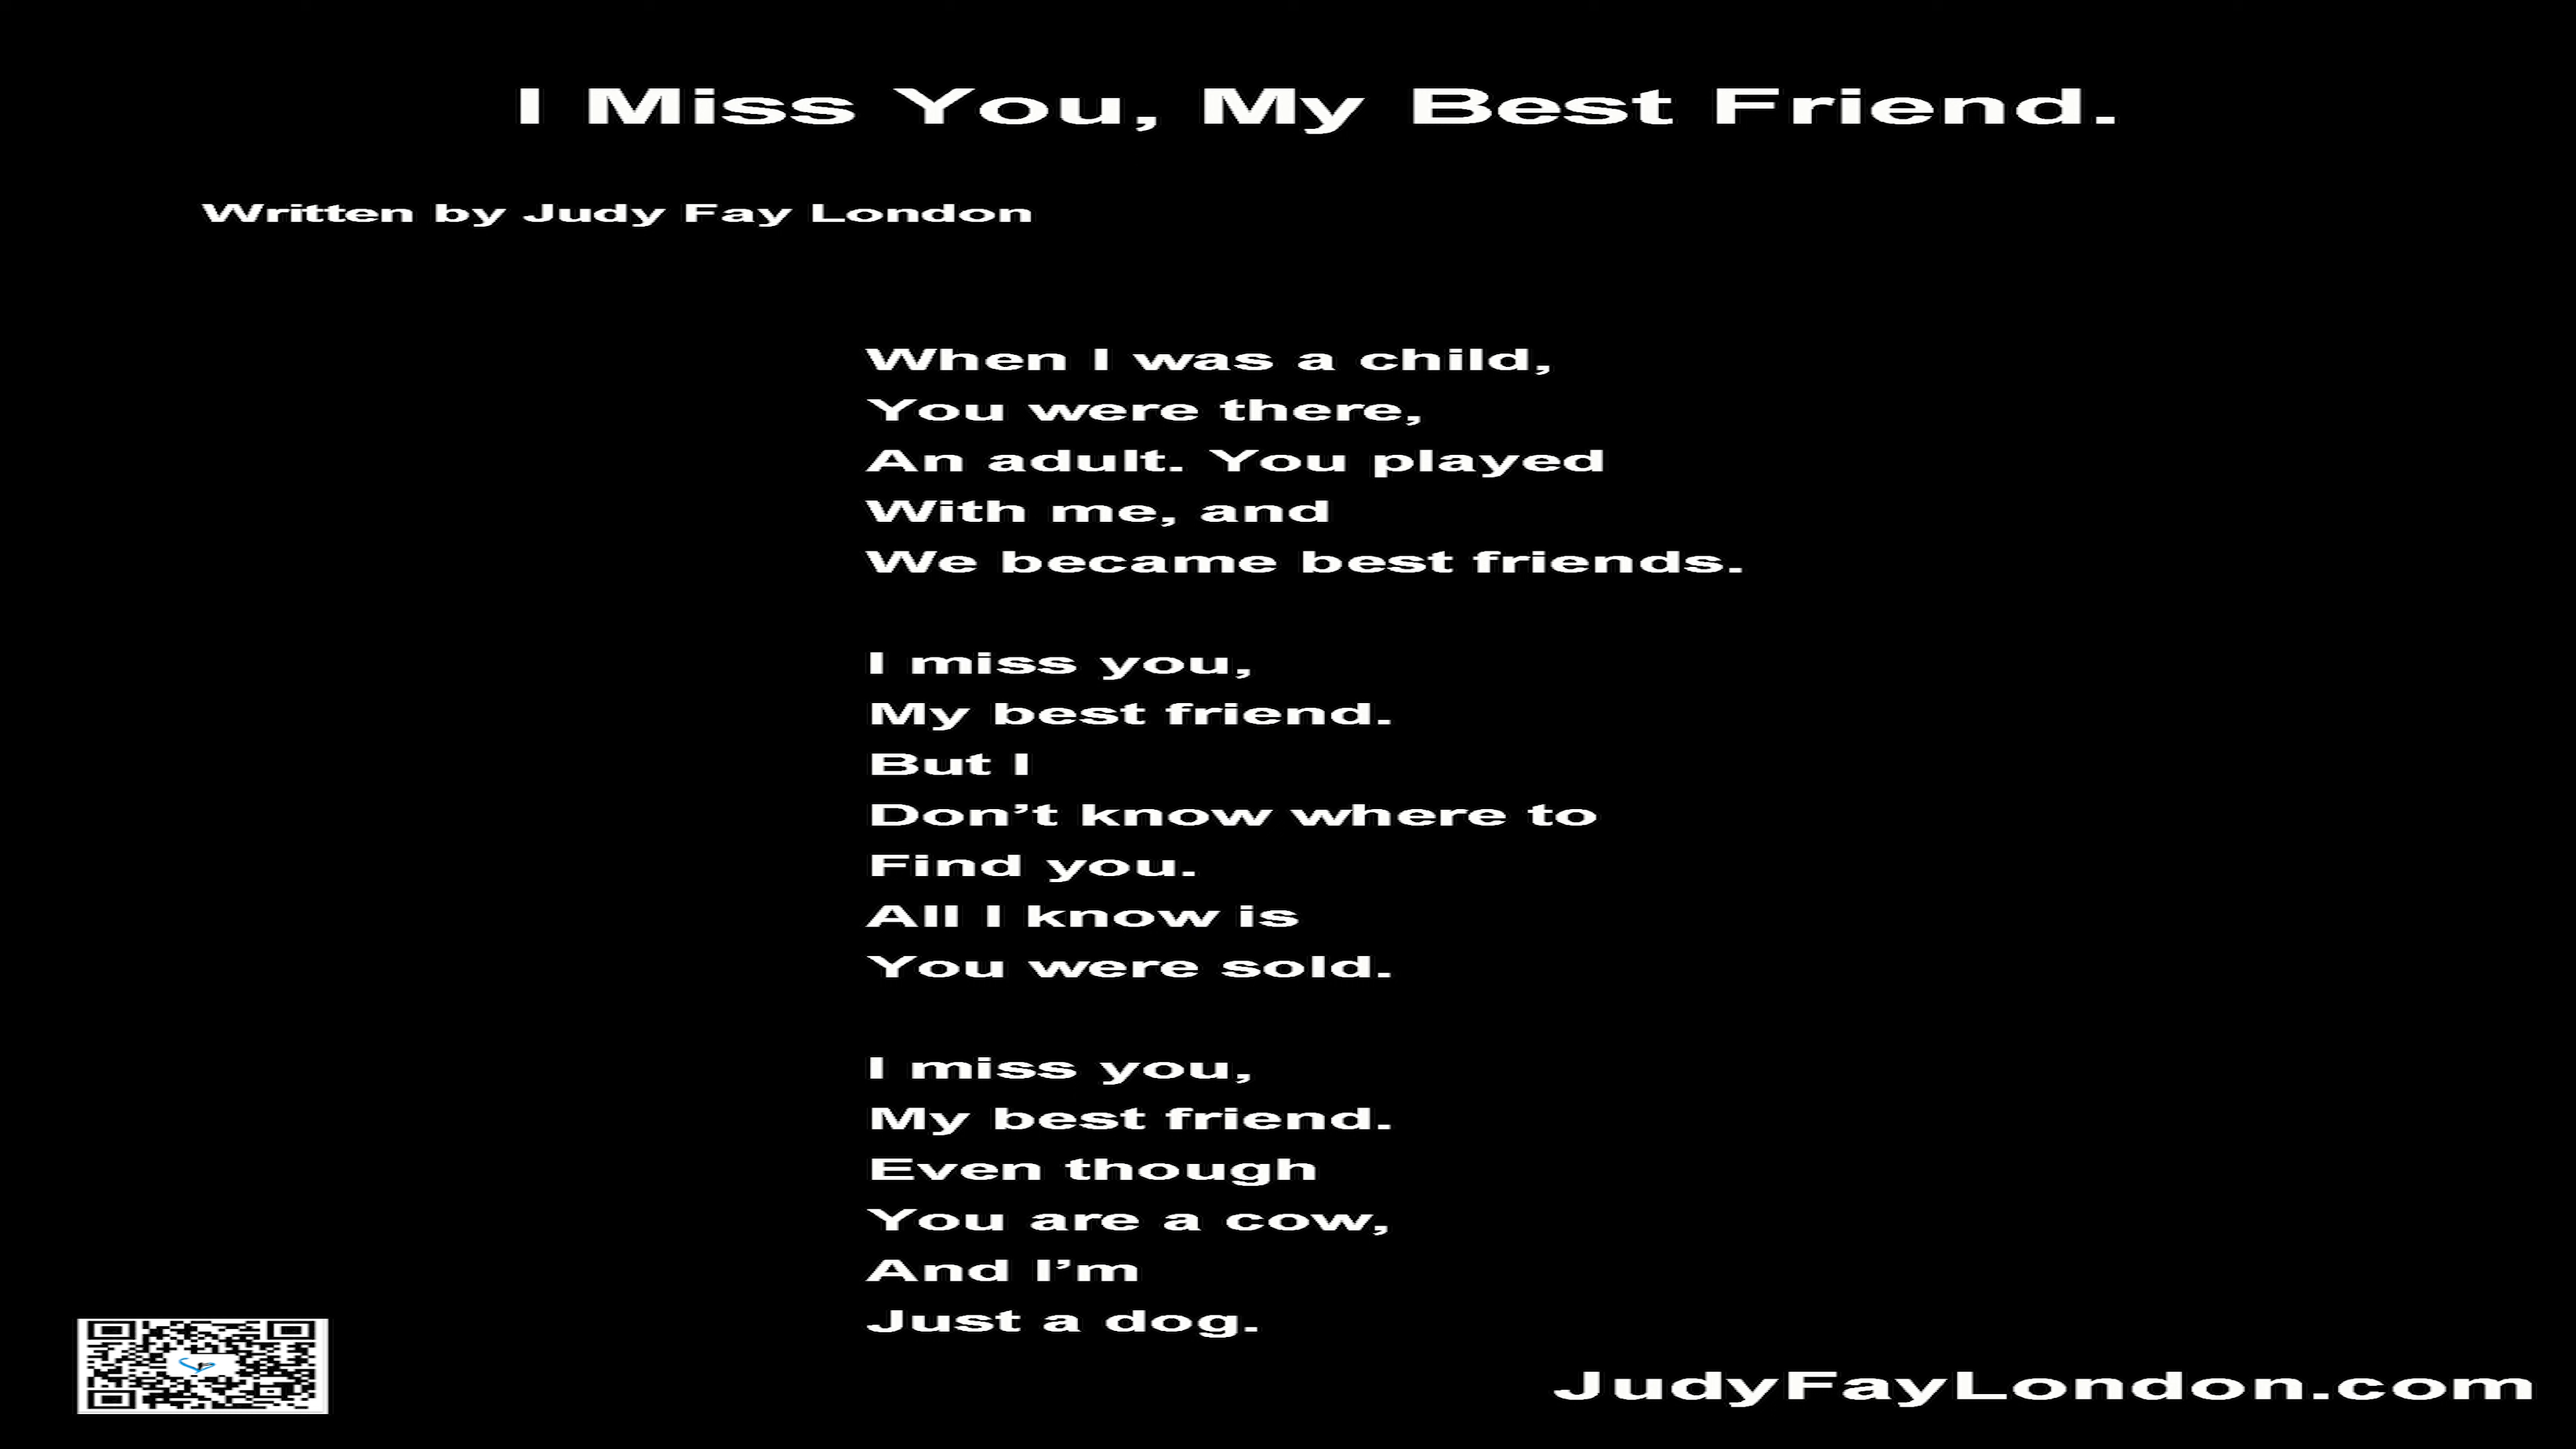 I Miss You, My Best Friend.
Written by Judy Fay London
When I was a child,
You were there,
An adult. You played
With me, and
We became best friends.
I miss you,
My best friend.
But I
Don’t know where to
Find you.
All I know is
You were sold.
I miss you,
My best friend.
Even though
You are a cow,
And I’m
Just a dog.
JudyFayLondon.com